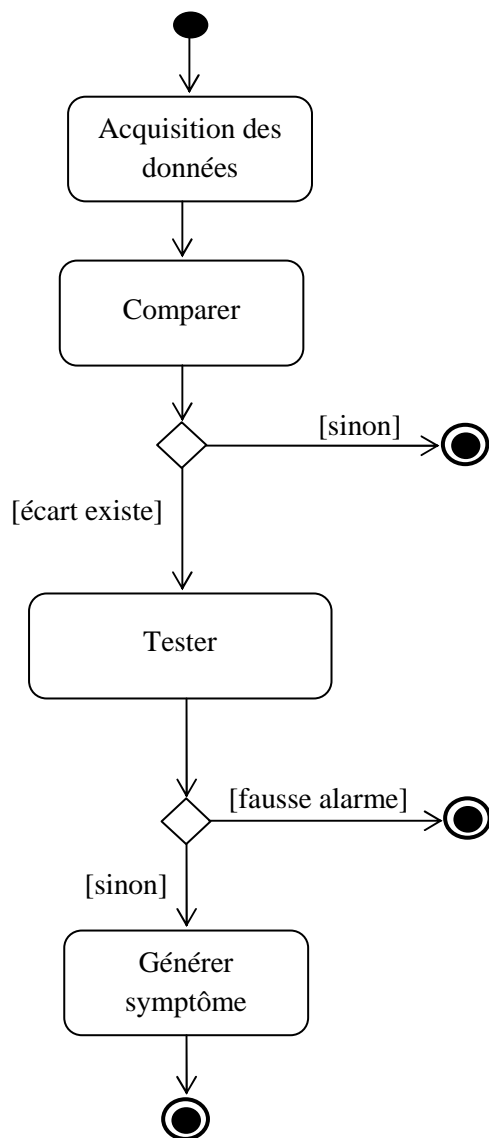 Acquisition des
données
Comparer
[sinon]
[écart existe]
Tester
[fausse alarme]
[sinon]
Générer
symptôme